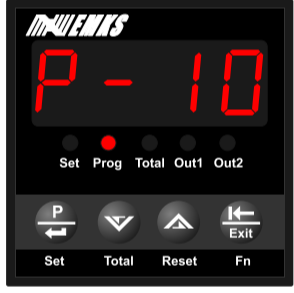 EMKS
P-10
Set Prog Total Out1 Out2
P
Exit
Set Total Reset Fn